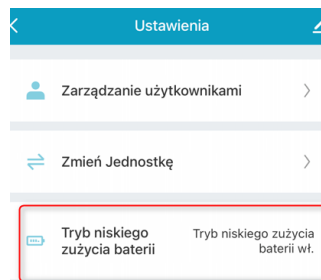 Ustawienia
Zarządzanie użytkownikami
Zmień Jednostkę
Tryb niskiego
zużycia baterii
Tryb niskiego zużycia
baterii wł.